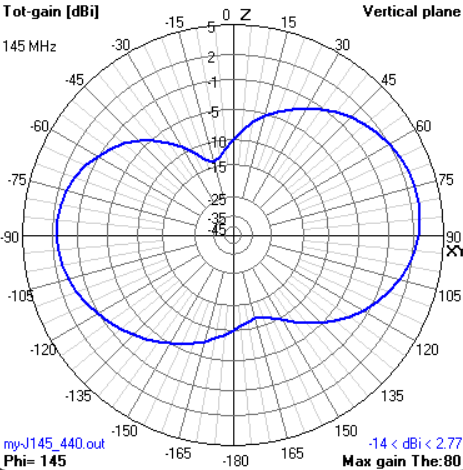 Tot-gain [dBi] 0 Z Vertical plane
-15 5 15
145 MHz -30 30
2
-45 -1 45
-60 -5 60
-10
-75 -15 75
-25
-35
-45
-90 90
XY
-105 105
-120 120
-135 135
-150 150
my-J145_440.out -165 165 -14 < dBi < 2.77
Phi= 145 -180 Max gain The:80